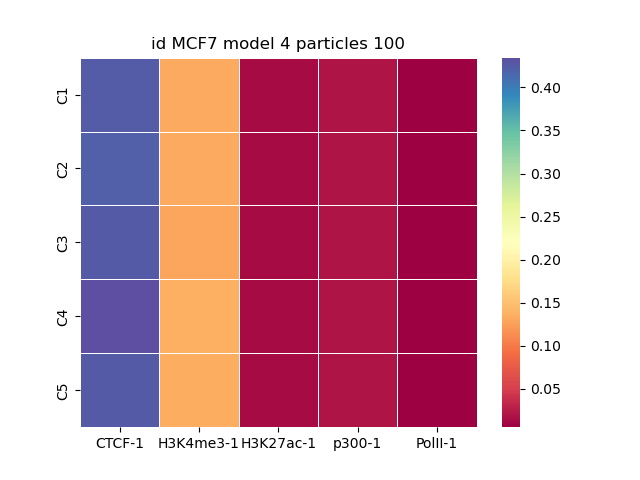 id MCF7 model 4 particles 100
C1
C2
C3
C4
C5
CTCF-1 H3K4me3-1 H3K27ac-1 p300-1 PolII-1
0.40
0.35
0.30
0.25
0.20
0.15
0.10
0.05